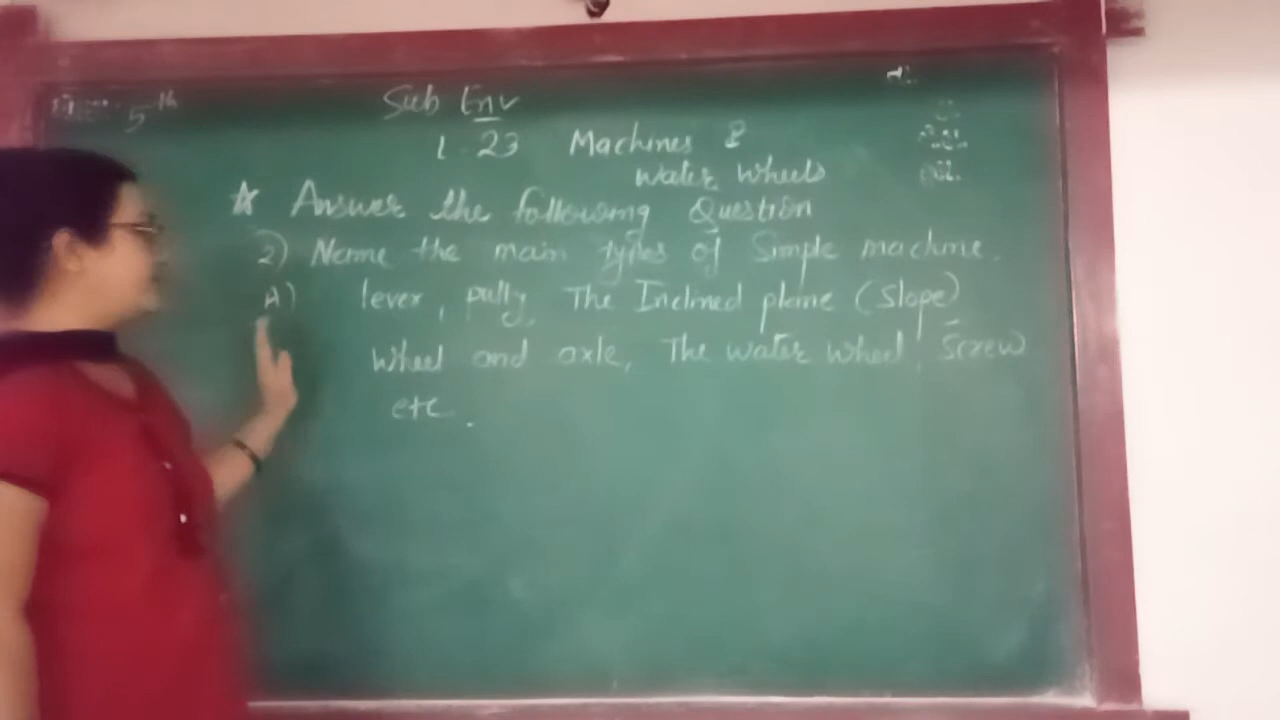 5th
Sub Env
L-23 Machines &
Water Wheels
☆ Answer the following Question
2) Name the main types of Simple machine.
A) lever, pully, The Inclined plane (Slope)
Wheel and axle, The water wheel, Screw
etc.